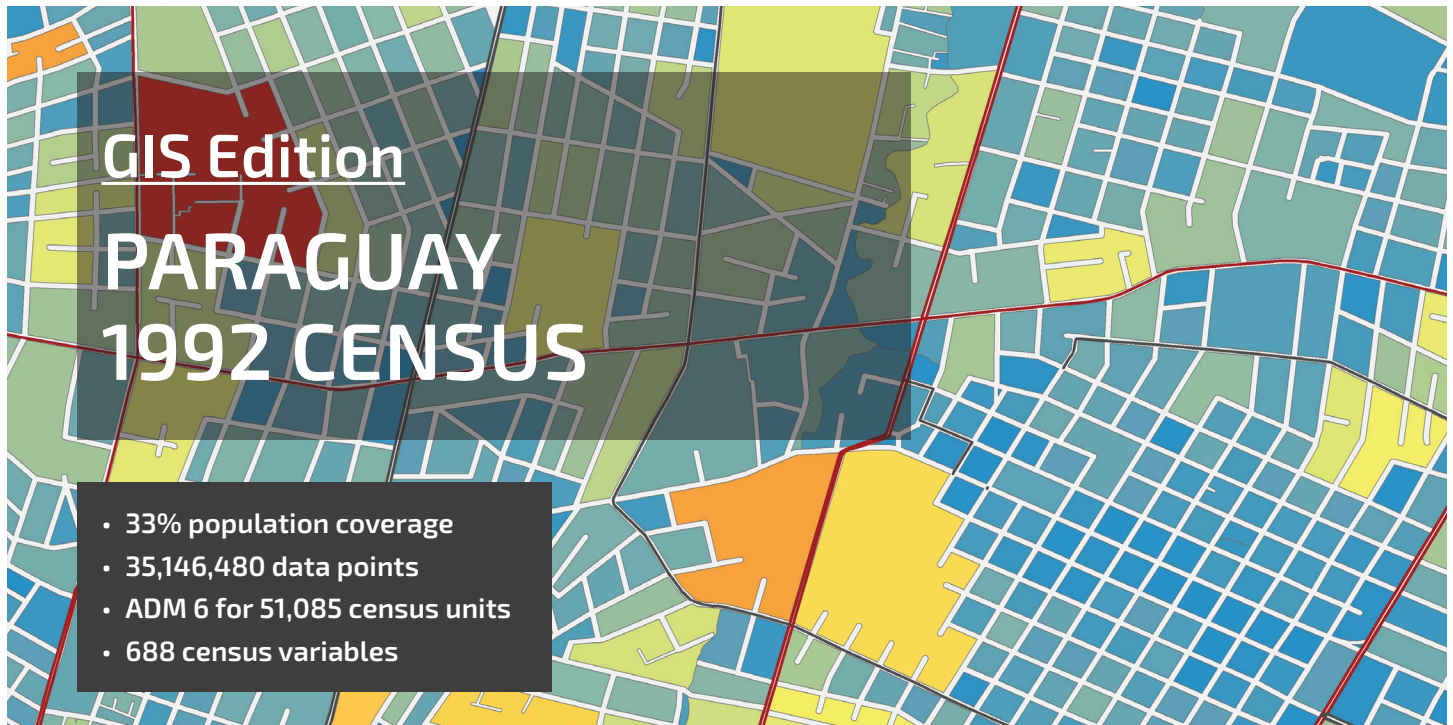 GIS Edition
PARAGUAY
1992 CENSUS
• 33% population coverage
• 35,146,480 data points
• ADM 6 for 51,085 census units
• 688 census variables